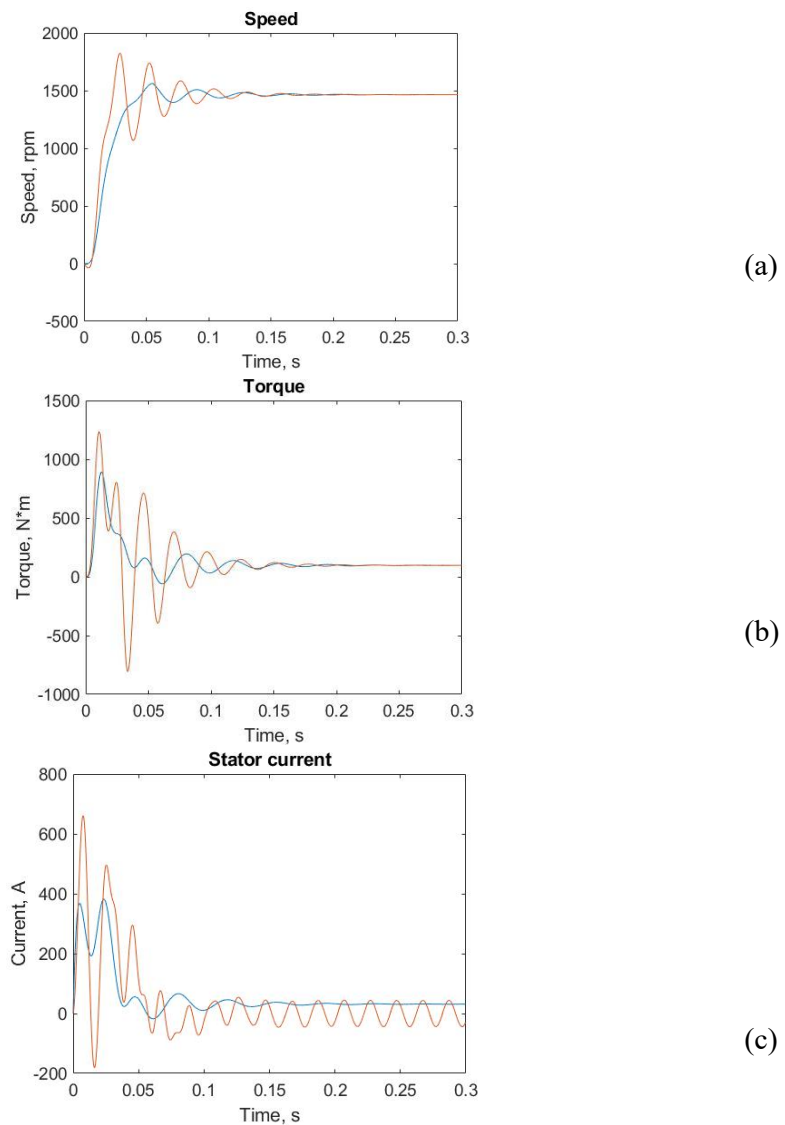 Speed
2000
1500
1000
500
0
-500
Speed, rpm
0 0.05 0.1 0.15 0.2 0.25 0.3
Time, s
(a)
Torque
1500
1000
500
0
-500
-1000
Torque, N*m
0 0.05 0.1 0.15 0.2 0.25 0.3
Time, s
(b)
Stator current
800
600
400
200
0
-200
Current, A
0 0.05 0.1 0.15 0.2 0.25 0.3
Time, s
(c)